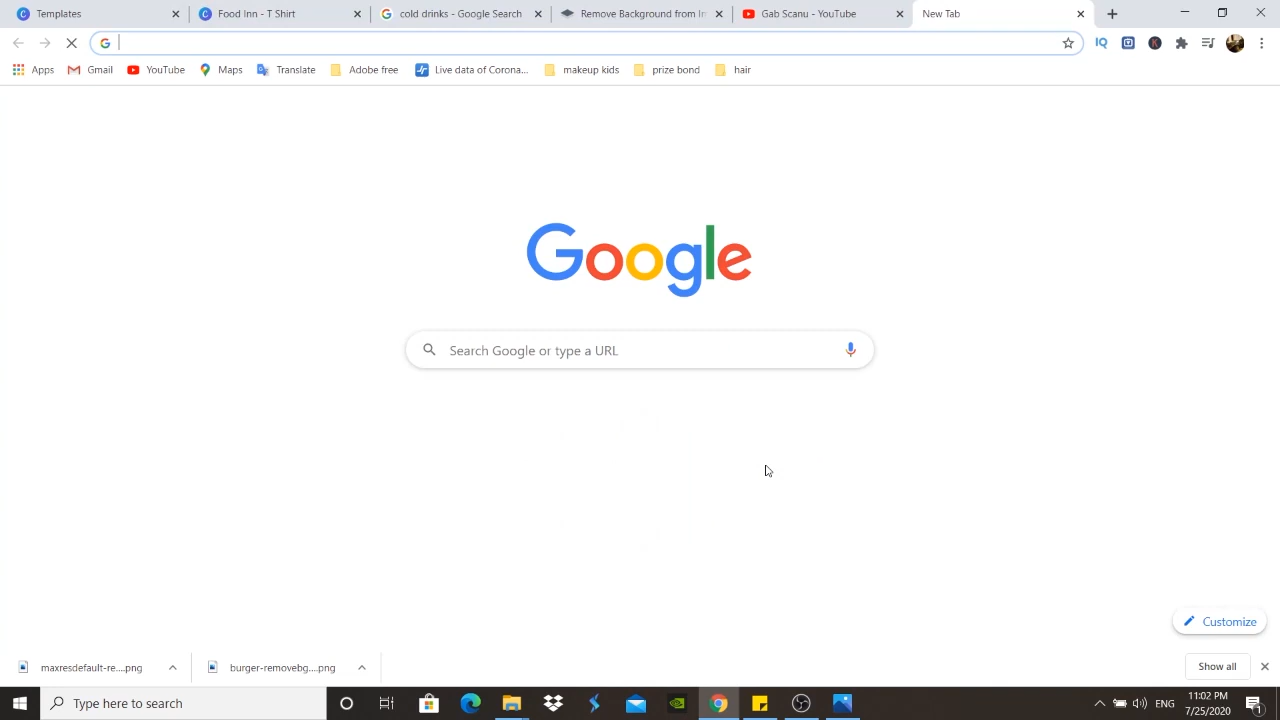 Templates
Food Inn - T Shirt
cold drinks - Google Search
Remove Background from Im
Gab Scanu - YouTube
New Tab
Apps
Gmail
YouTube
Maps
Translate
Adobe free
Live data of Corona...
makeup kids
prize bond
hair
Google
Search Google or type a URL
Customize
maxresdefault-re....png
burger-removebg....png
Show all
Type here to search
ENG
11:02 PM
7/25/2020